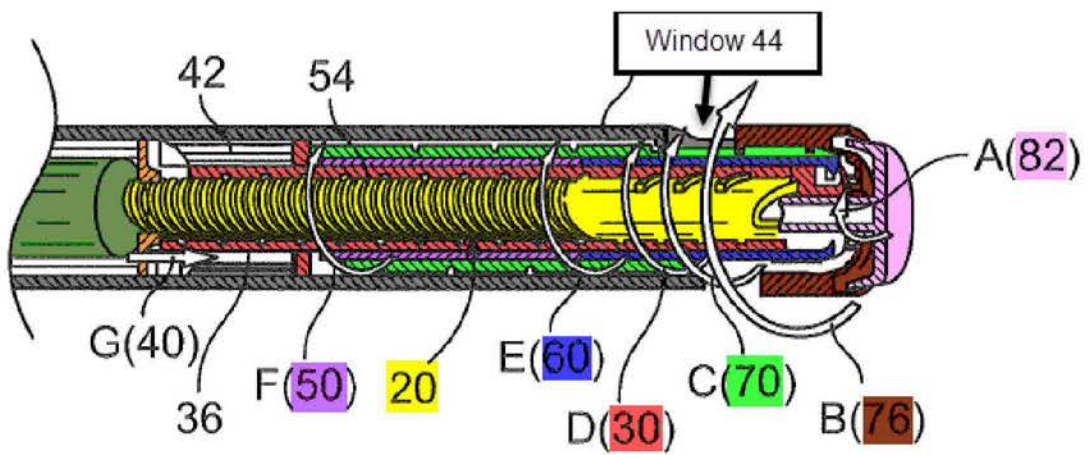 Window 44
42
54
A(82)
G(40)
36
F(50)
20
E(60)
D(30)
C(70)
B(76)